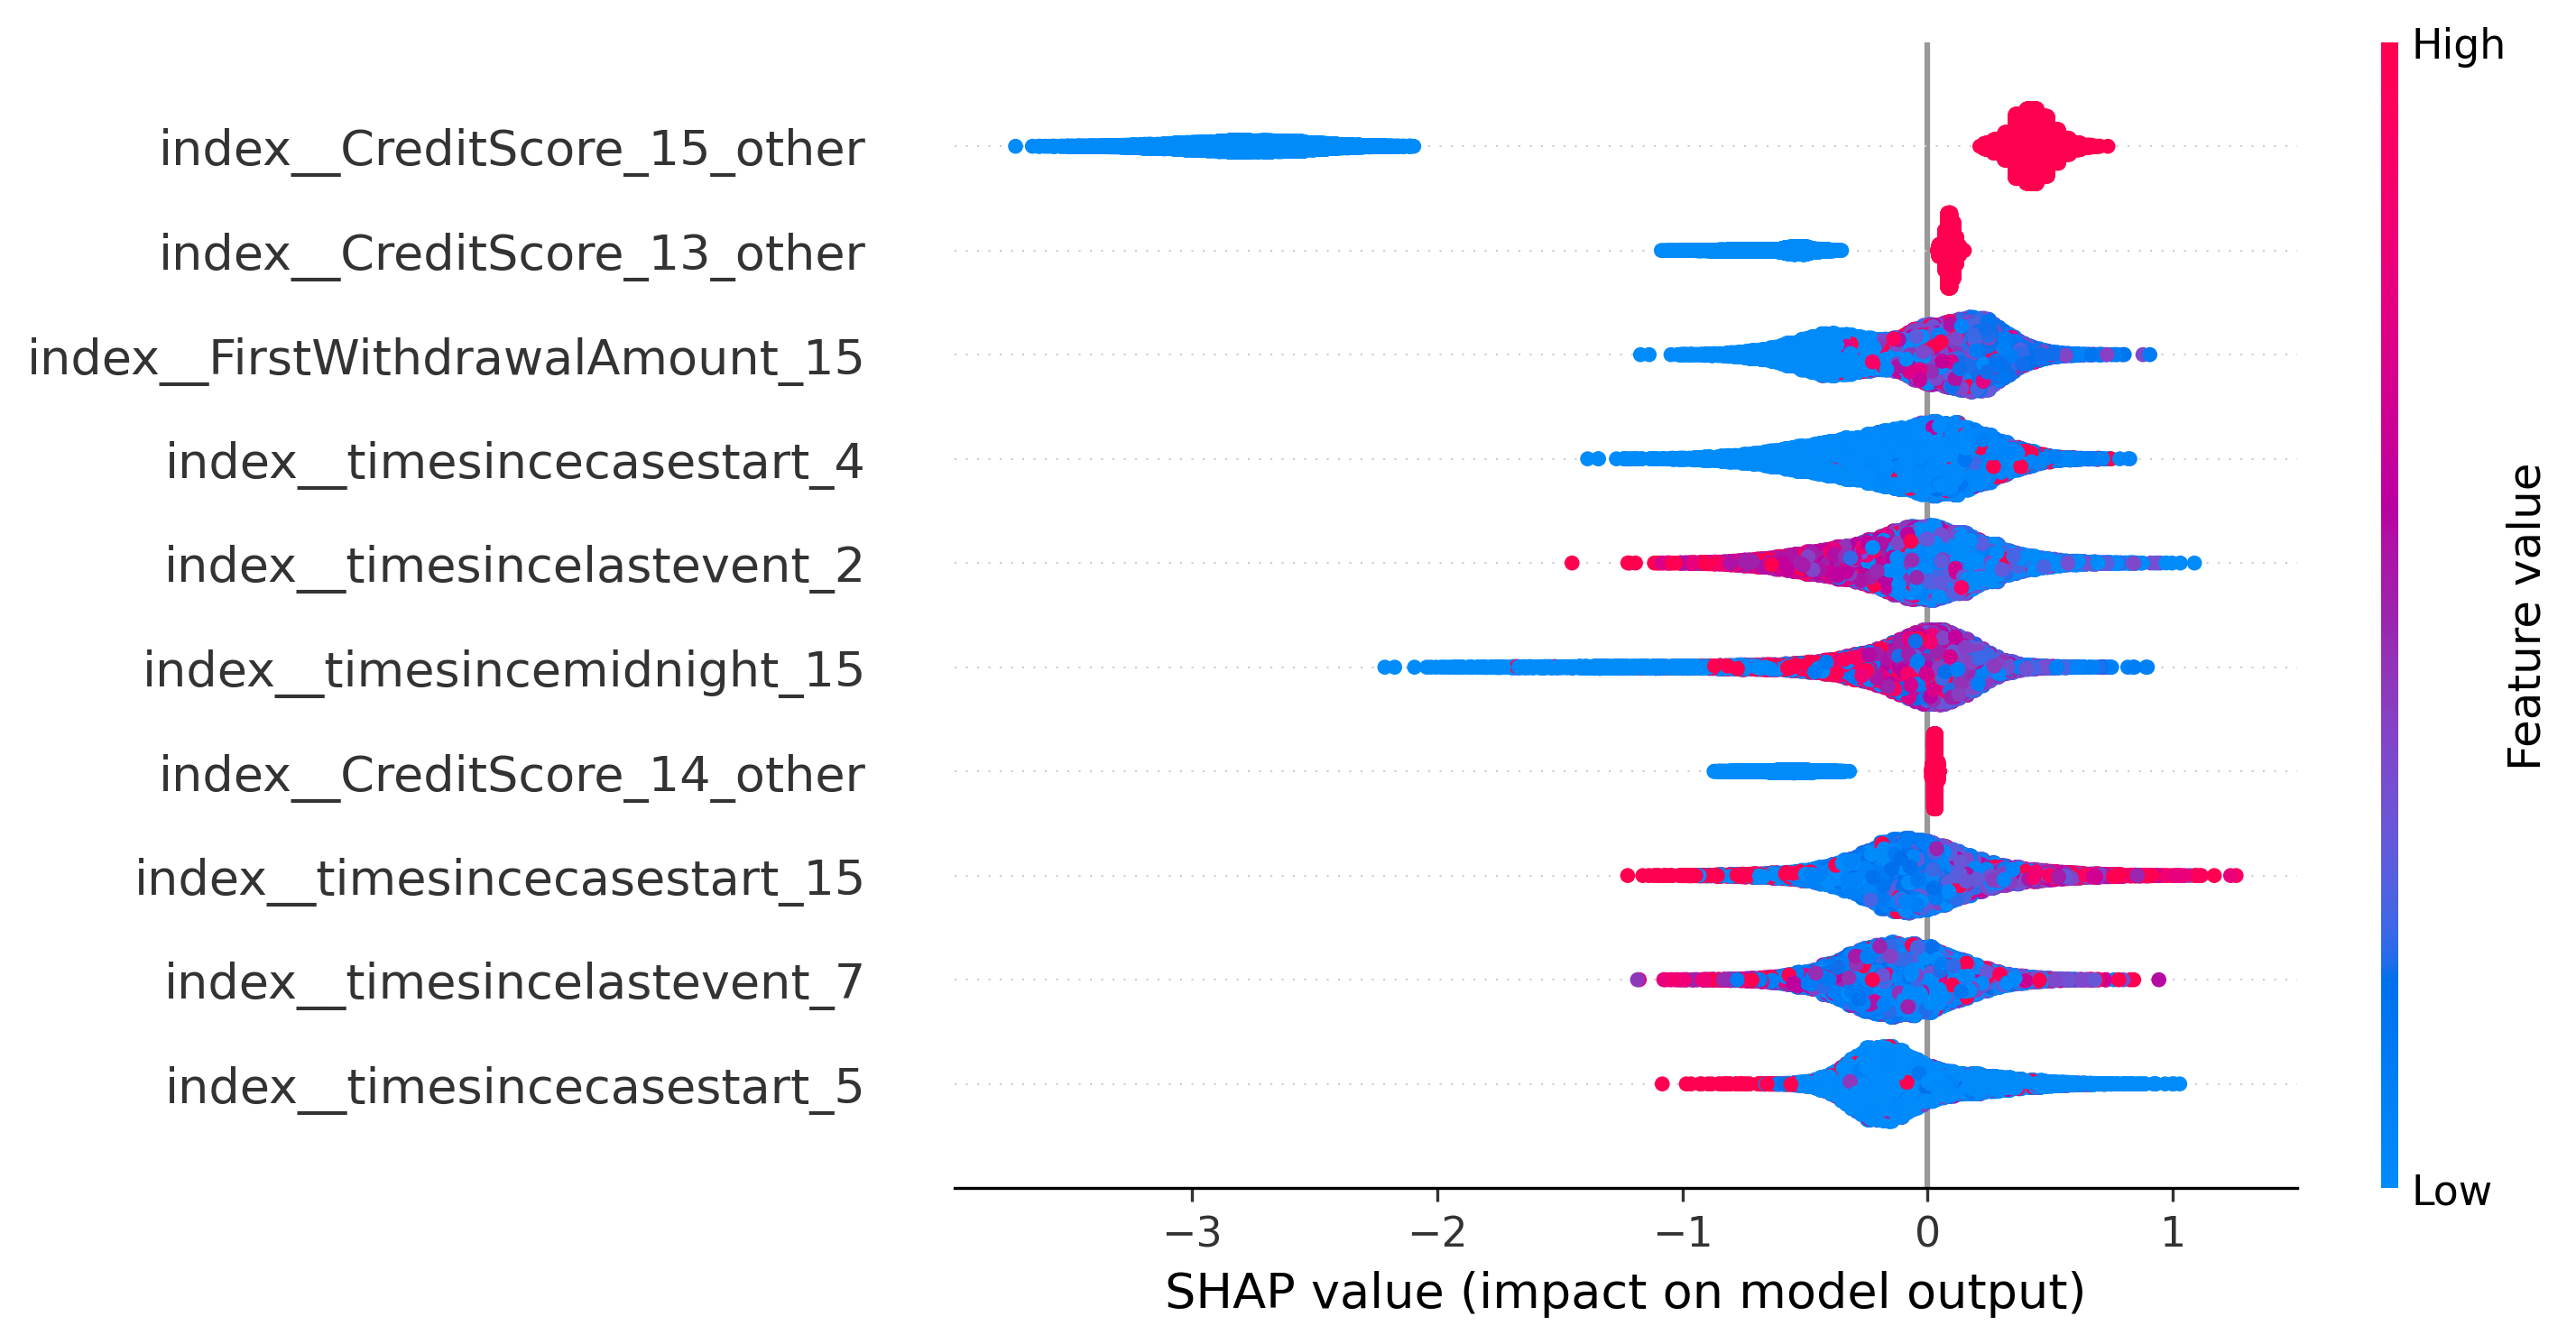 High
index__CreditScore_15_other
index__CreditScore_13_other
index__FirstWithdrawalAmount_15
index__timesincecasestart_4
index__timesincelastevent_2
index__timesincemidnight_15
index__CreditScore_14_other
index__timesincecasestart_15
index__timesincelastevent_7
index__timesincecasestart_5
Feature value
Low
−3 −2 −1 0 1
SHAP value (impact on model output)